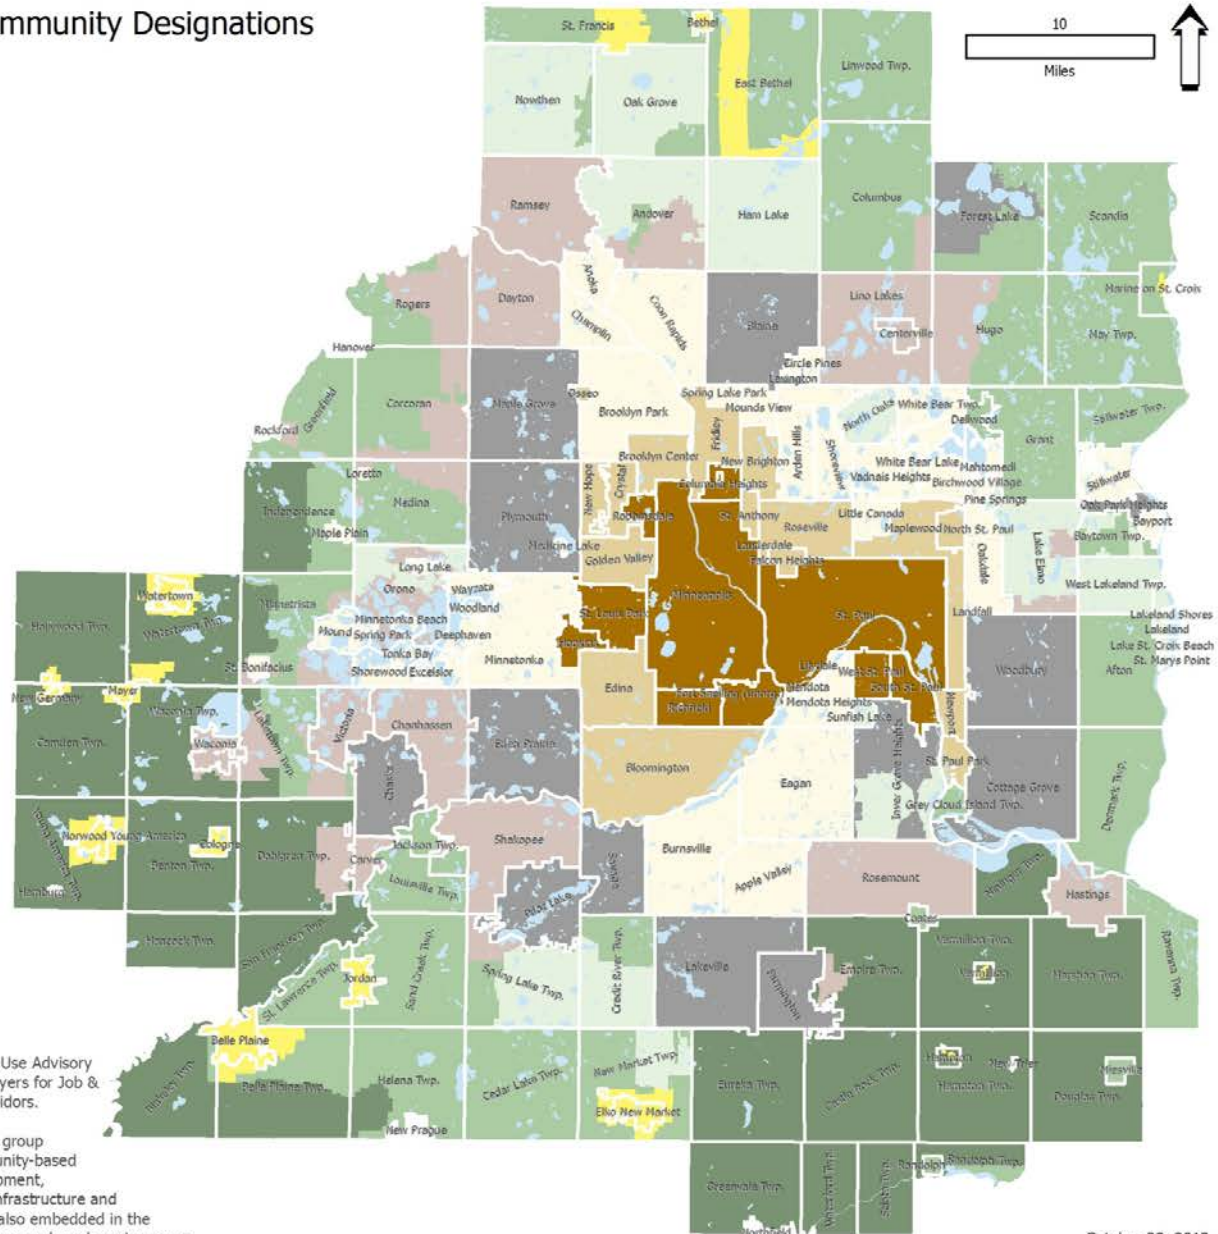 mmunity Designations
10
Miles
St. Francis
Bethel
East Bethel
Linwood Twp.
Nowthen
Oak Grove
Ramsey
Andover
Ham Lake
Columbus
Forest Lake
Scandia
Rogers
Dayton
Anoka
Champlin
Coon Rapids
Blaine
Lino Lakes
Centerville
Hugo
Marine on St. Croix
May Twp.
Hanover
Circle Pines
Lexington
Corcoran
Greenfield
Rockford
Maple Grove
Osseo
Brooklyn Park
Spring Lake Park
Mounds View
Fridley
North Oaks
White Bear Twp.
Dellwood
Grant
Stillwater Twp.
Loretto
Medina
Independence
Maple Plain
Plymouth
Medicine Lake
New Hope
Crystal
Brooklyn Center
Robbinsdale
Columbia Heights
New Brighton
Arden Hills
Shoreview
White Bear Lake
Mahtomedi
Vadnais Heights
Birchwood Village
Pine Springs
Stillwater
Oak Park Heights
Bayport
Baytown Twp.
St. Anthony
Roseville
Little Canada
Maplewood
North St. Paul
Lauderdale
Falcon Heights
Golden Valley
Oakdale
Lake Elmo
West Lakeland Twp.
Long Lake
Orono
Wayzata
Woodland
Minnetonka Beach
Mound
Spring Park
Deephaven
Tonka Bay
Shorewood
Excelsior
Minnetonka
Hopkins
St. Louis Park
Minneapolis
St. Paul
Landfall
Lakeland Shores
Lakeland
Lake St. Croix Beach
St. Marys Point
Afton
Woodbury
Watertown
Watertown Twp.
Hollywood Twp.
Minnetrista
St. Bonifacius
New Germany
Mayer
Waconia Twp.
Camden Twp.
Waconia
Laketown Twp.
Victoria
Chanhassen
Chaska
Eden Prairie
Edina
Richfield
Fort Snelling (unorg.)
Lilydale
Mendota
Mendota Heights
West St. Paul
South St. Paul
Sunfish Lake
Newport
St. Paul Park
Inver Grove Heights
Grey Cloud Island Twp.
Cottage Grove
Denmark Twp.
Bloomington
Eagan
Burnsville
Apple Valley
Rosemount
Nininger Twp.
Hastings
Norwood Young America
Young America Twp.
Hamburg
Cologne
Benton Twp.
Dahlgren Twp.
Carver
Jackson Twp.
Louisville Twp.
Shakopee
Savage
Prior Lake
Hancock Twp.
San Francisco Twp.
St. Lawrence Twp.
Jordan
Sand Creek Twp.
Spring Lake Twp.
Credit River Twp.
Lakeville
Farmington
Empire Twp.
Coates
Vermillion Twp.
Vermillion
Marshan Twp.
Ravenna Twp.
Belle Plaine
Belle Plaine Twp.
Blakeley Twp.
Helena Twp.
New Prague
Cedar Lake Twp.
New Market Twp.
Elko New Market
Eureka Twp.
Castle Rock Twp.
Hampton
Hampton Twp.
New Trier
Miesville
Douglas Twp.
Greenvale Twp.
Waterford Twp.
Sciota Twp.
Randolph
Randolph Twp.
Northfield
Use Advisory
yers for Job &
idors.
group
unity-based
pment,
nfrastructure and
also embedded in the